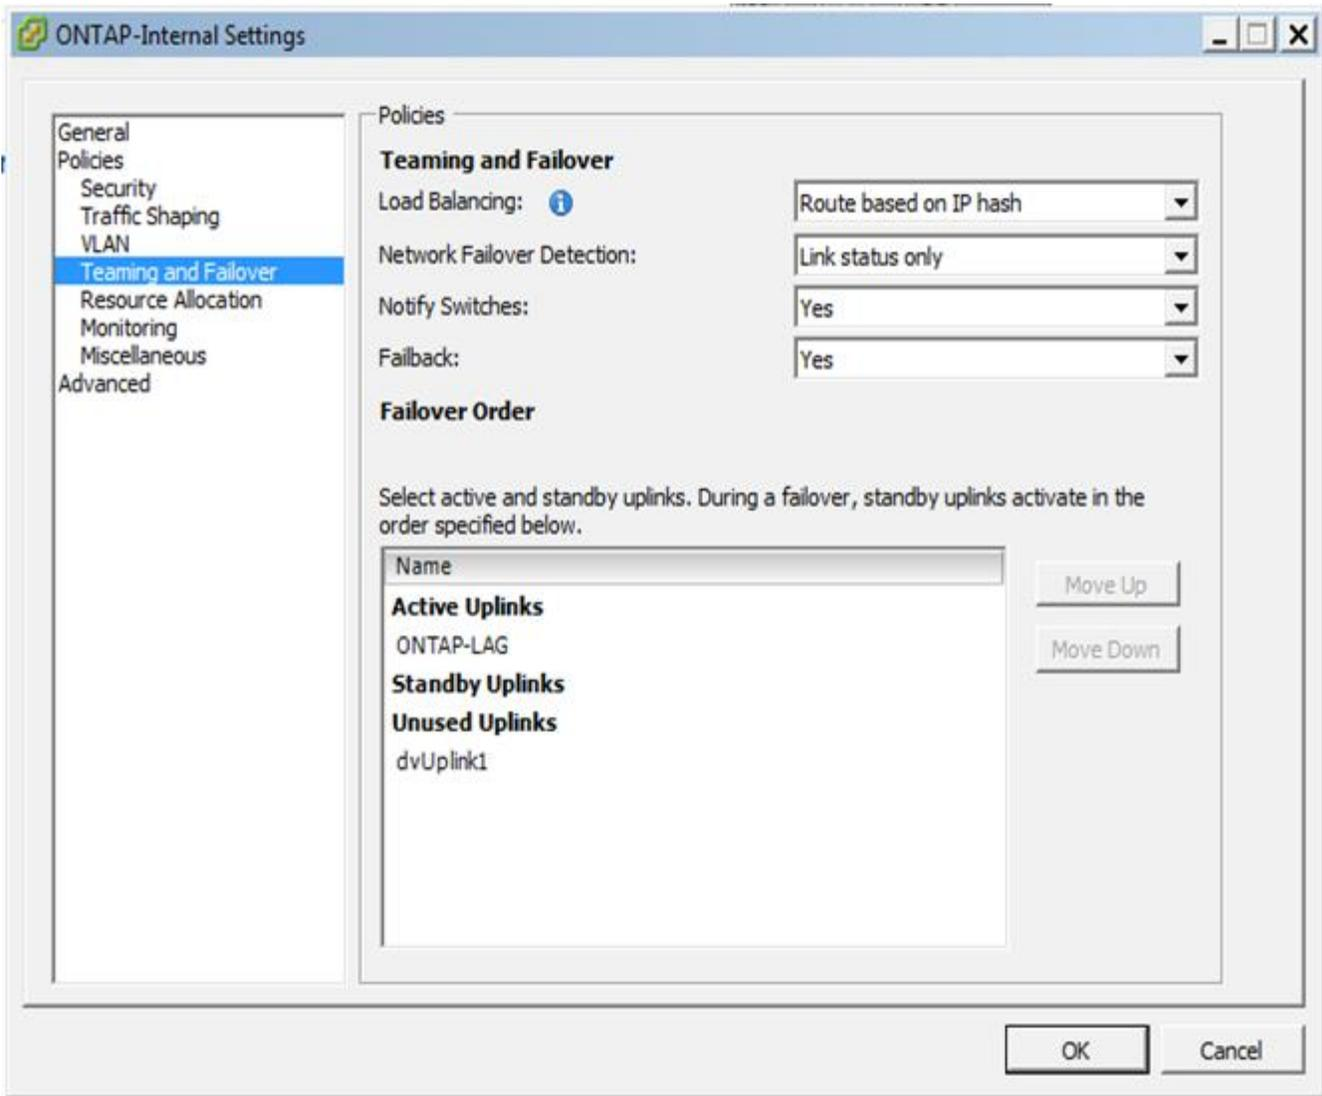 ONTAP-Internal Settings
General
Policies
Security
Traffic Shaping
VLAN
Teaming and Failover
Resource Allocation
Monitoring
Miscellaneous
Advanced
Policies
Teaming and Failover
Load Balancing:
Route based on IP hash
Network Failover Detection:
Link status only
Notify Switches:
Yes
Failback:
Yes
Failover Order
Select active and standby uplinks. During a failover, standby uplinks activate in the
order specified below.
Name
Active Uplinks
ONTAP-LAG
Standby Uplinks
Unused Uplinks
dvUplink1
Move Up
Move Down
OK
Cancel